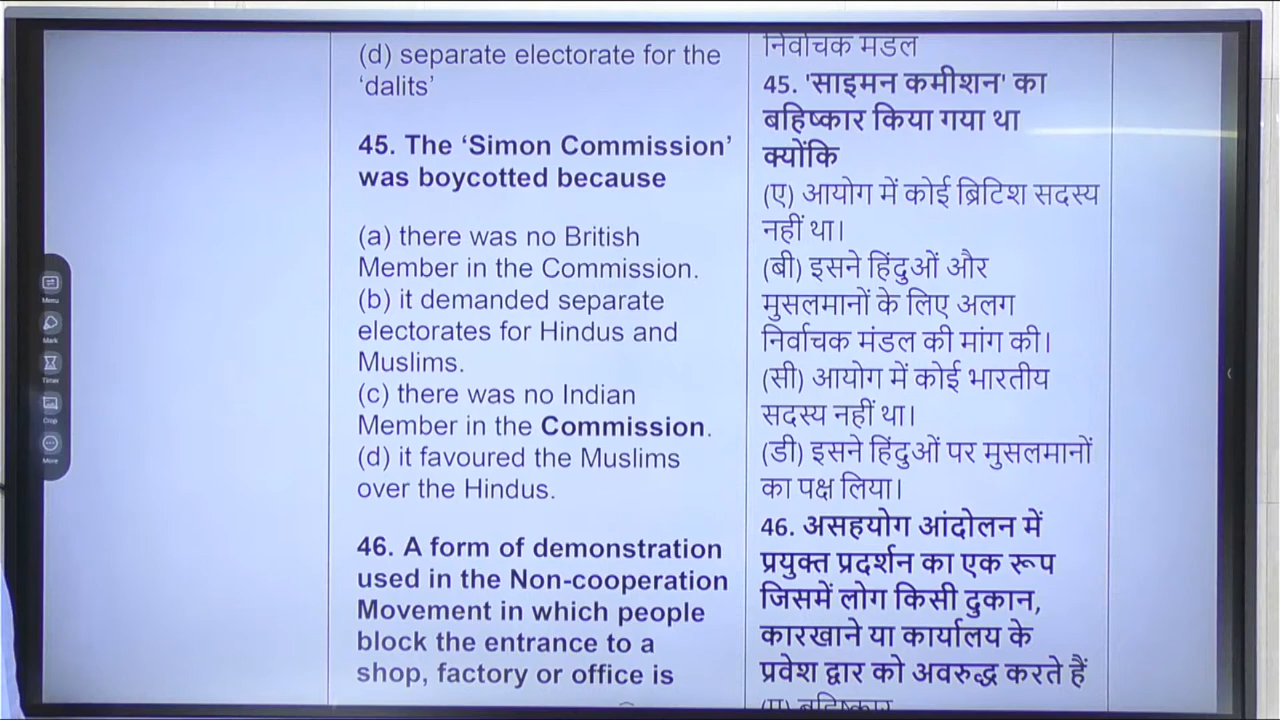 (d) separate electorate for the
‘dalits’
45. The ‘Simon Commission’
was boycotted because
(a) there was no British
Member in the Commission.
(b) it demanded separate
electorates for Hindus and
Muslims.
(c) there was no Indian
Member in the Commission.
(d) it favoured the Muslims
over the Hindus.
46. A form of demonstration
used in the Non-cooperation
Movement in which people
block the entrance to a
shop, factory or office is
निर्वाचक मंडल
45. 'साइमन कमीशन' का
बहिष्कार किया गया था
क्योंकि
(ए) आयोग में कोई ब्रिटिश सदस्य
नहीं था।
(बी) इसने हिंदुओं और
मुसलमानों के लिए अलग
निर्वाचक मंडल की मांग की।
(सी) आयोग में कोई भारतीय
सदस्य नहीं था।
(डी) इसने हिंदुओं पर मुसलमानों
का पक्ष लिया।
46. असहयोग आंदोलन में
प्रयुक्त प्रदर्शन का एक रूप
जिसमें लोग किसी दुकान,
कारखाने या कार्यालय के
प्रवेश द्वार को अवरुद्ध करते हैं
(ए) बहिष्कार
Menu
Mark
Timer
Crop
More